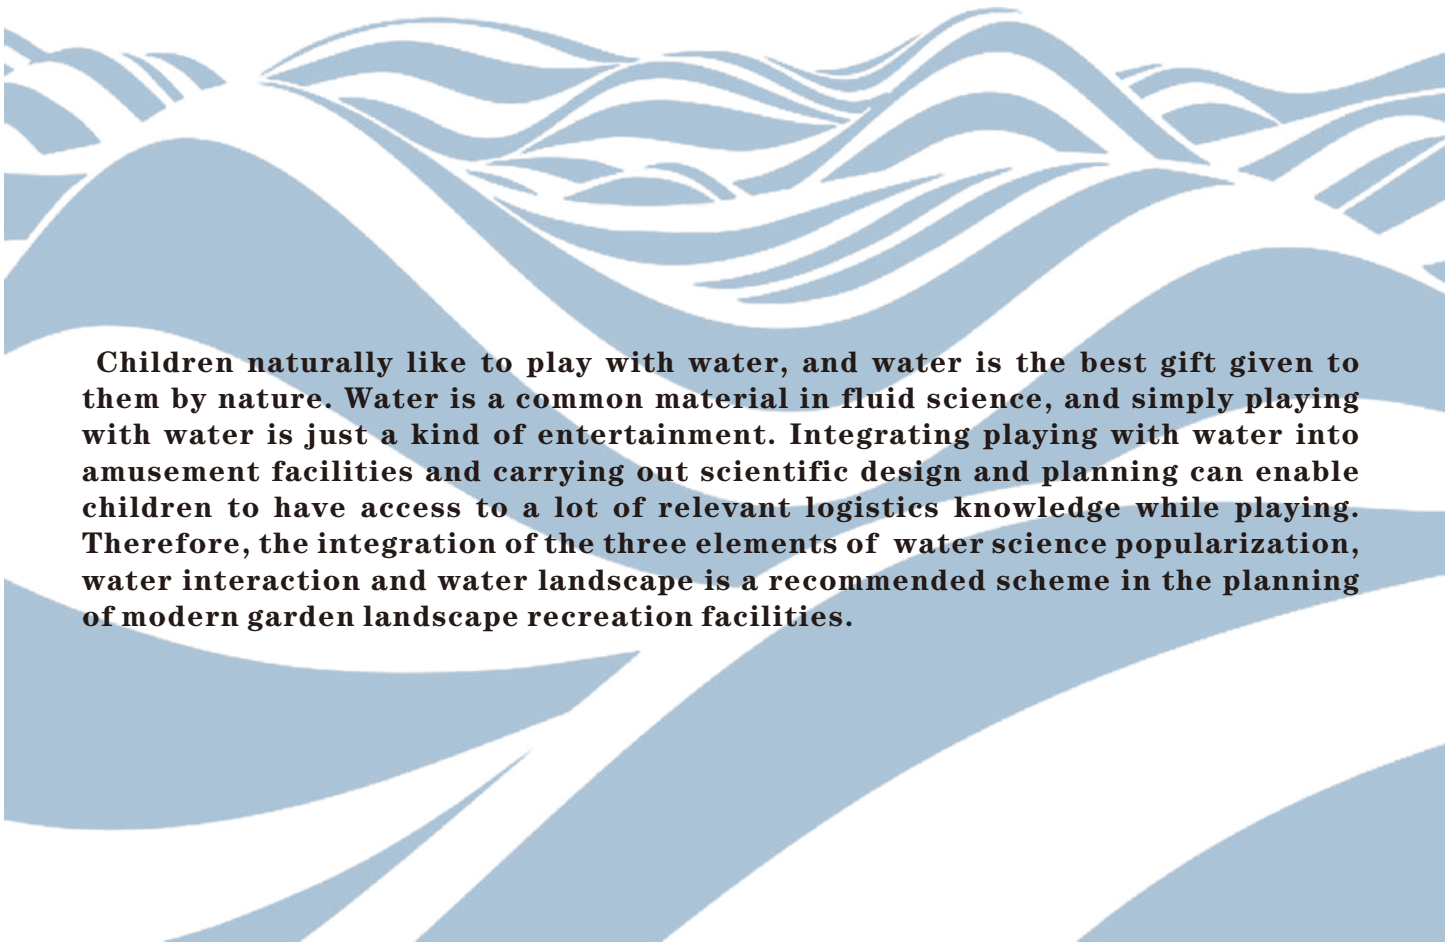 Children naturally like to play with water, and water is the best gift given to
them by nature. Water is a common material in fluid science, and simply playing
with water is just a kind of entertainment. Integrating playing with water into
amusement facilities and carrying out scientific design and planning can enable
children to have access to a lot of relevant logistics knowledge while playing.
Therefore, the integration of the three elements of water science popularization,
water interaction and water landscape is a recommended scheme in the planning
of modern garden landscape recreation facilities.